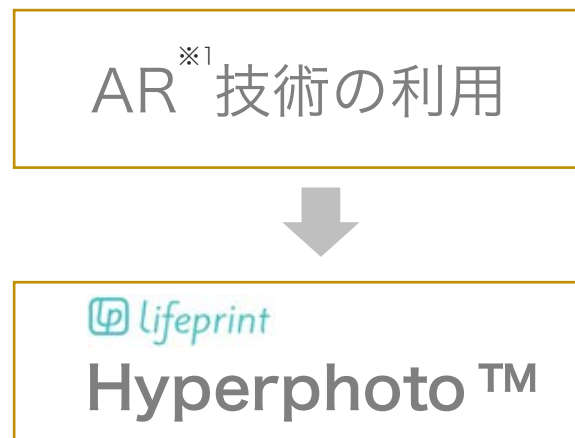 AR※1技術の利用
lifeprint
Hyperphoto™